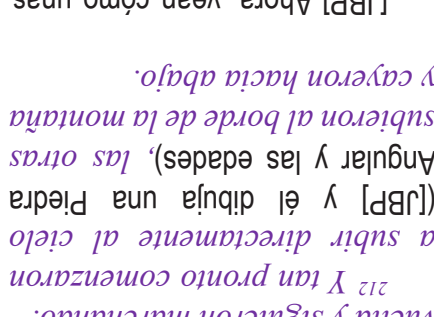 vuelta y siguieron marchando.
212 Y tan pronto comenzaron
a subir directamente al cielo
([JBP] y él dibuja una Piedra
Angular y las edades), las otras
subieron al borde de la montaña
y cayeron hacia abajo.
[JBP] Ahora, vean cómo unas